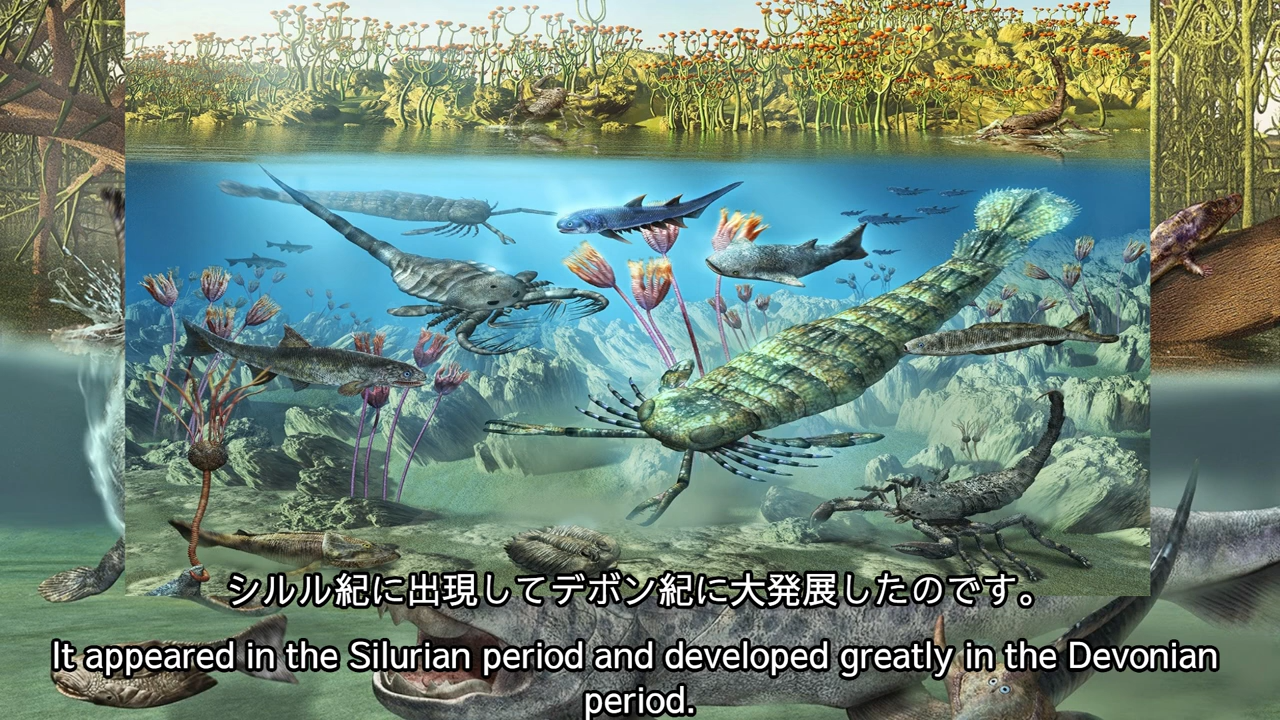 シルル紀に出現してデボン紀に大発展したのです。
It appeared in the Silurian period and developed greatly in the Devonian
period.